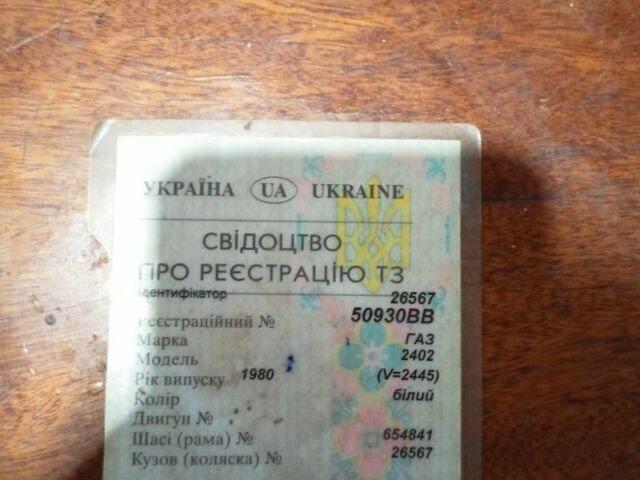 УКРАЇНА UA UKRAINE
СВІДОЦТВО
ПРО РЕЄСТРАЦІЮ ТЗ
Ідентифікатор 26567
Реєстраційний № 50930ВВ
Марка ГАЗ
Модель 2402
Рік випуску 1980 (V=2445)
Колір білий
Двигун №
Шасі (рама) № 654841
Кузов (коляска) № 26567